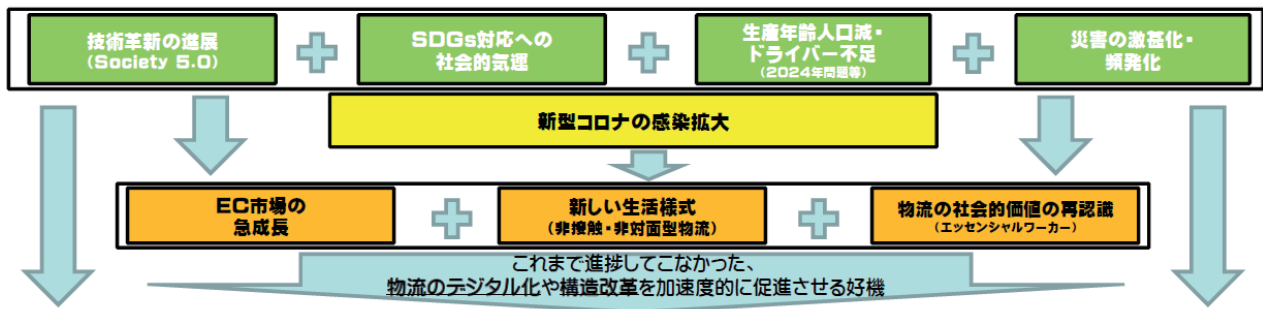 技術革新の進展
(Society 5.0)
SDGs対応への
社会的気運
生産年齢人口減・
ドライバー不足
(2024年問題等)
災害の激甚化・
頻発化
新型コロナの感染拡大
EC市場の
急成長
新しい生活様式
(非接触・非対面型物流)
物流の社会的価値の再認識
(エッセンシャルワーカー)
これまで進捗してこなかった、
物流のデジタル化や構造改革を加速度的に促進させる好機